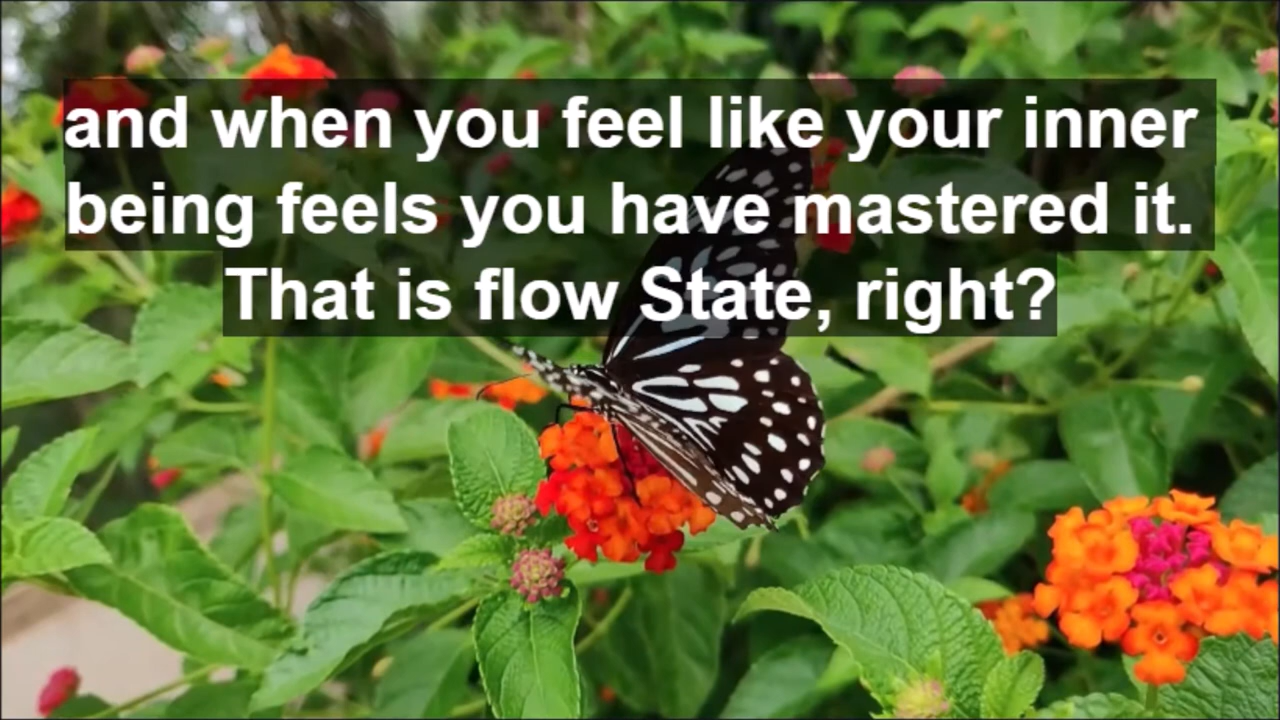 and when you feel like your inner
being feels you have mastered it.
That is flow State, right?